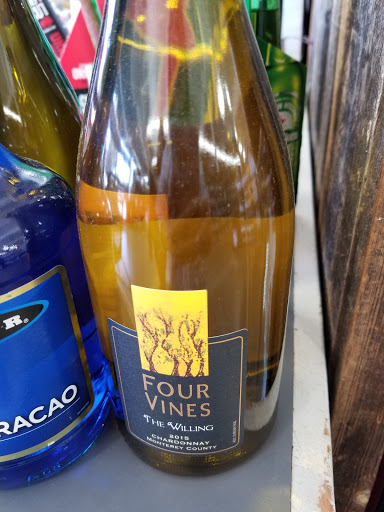 R
RACAO
FOUR
VINES
THE WILLING
2015
CHARDONNAY
MONTEREY COUNTY